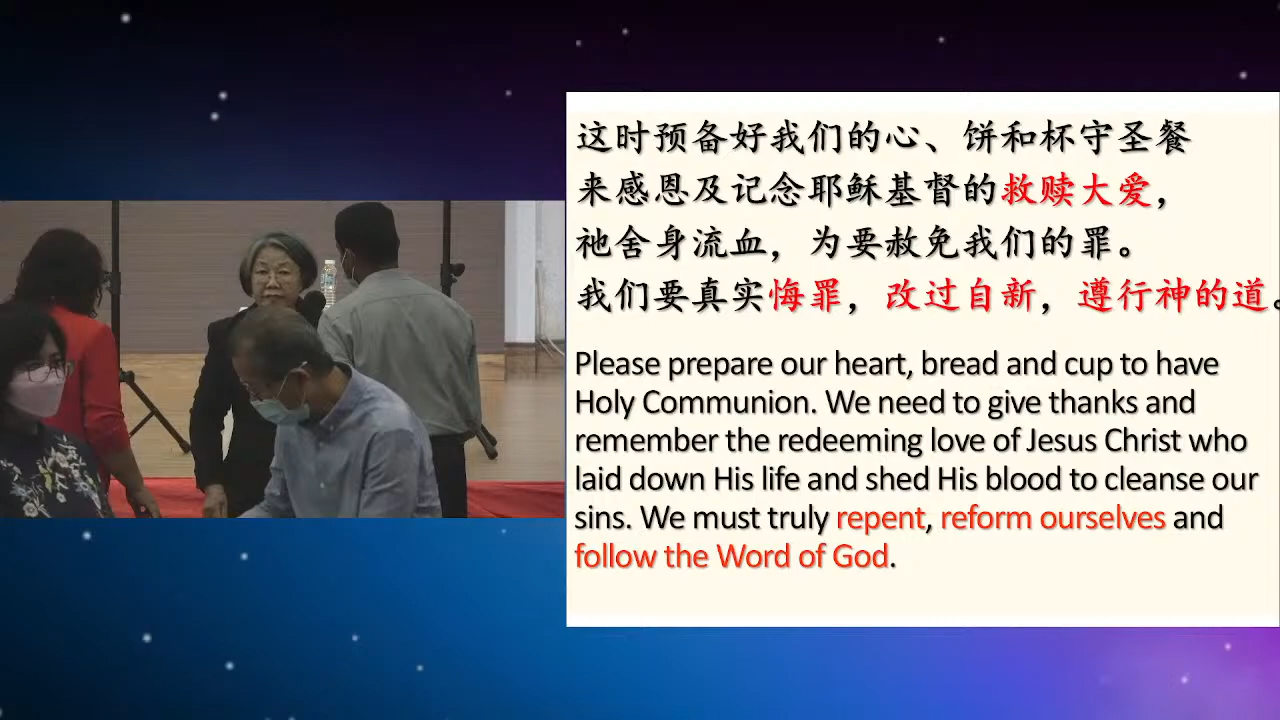 这时预备好我们的心、饼和杯守圣餐
来感恩及记念耶稣基督的救赎大爱，
祂舍身流血，为要赦免我们的罪。
我们要真实悔罪，改过自新，遵行神的道。
Please prepare our heart, bread and cup to have
Holy Communion. We need to give thanks and
remember the redeeming love of Jesus Christ who
laid down His life and shed His blood to cleanse our
sins. We must truly repent, reform ourselves and
follow the Word of God.